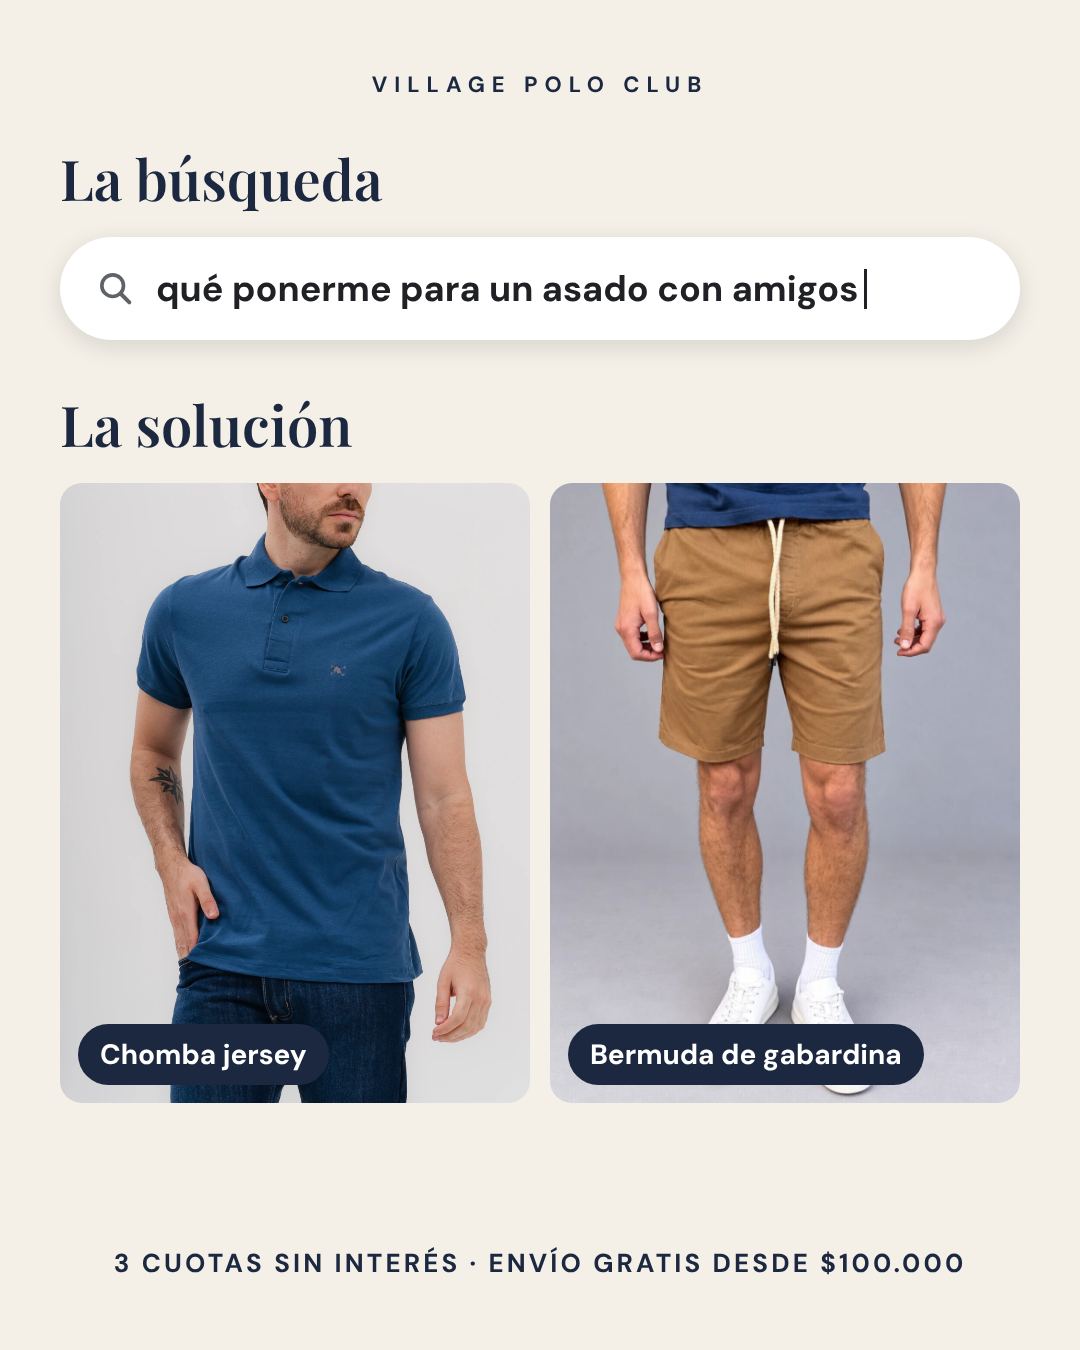 VILLAGE POLO CLUB
La búsqueda
qué ponerme para un asado con amigos
La solución
Chomba jersey
Bermuda de gabardina
3 CUOTAS SIN INTERÉS · ENVÍO GRATIS DESDE $100.000